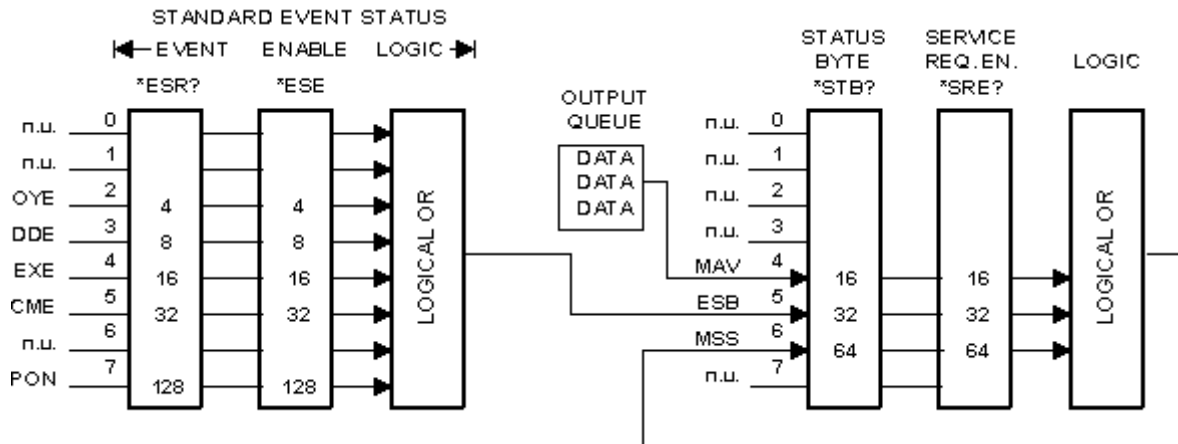 STANDARD EVENT STATUS
EVENT ENABLE LOGIC
*ESR? *ESE
n.u. 0
n.u. 1
OYE 2 4 4
DDE 3 8 8
EXE 4 16 16
CME 5 32 32
n.u. 6
PON 7 128 128
LOGICAL OR
OUTPUT
QUEUE
DATA
DATA
DATA
STATUS
BYTE
*STB?
SERVICE
REQ.EN.
*SRE?
LOGIC
n.u. 0
n.u. 1
n.u. 2
n.u. 3
MAV 4 16 16
ESB 5 32 32
MSS 6 64 64
n.u. 7
LOGICAL OR